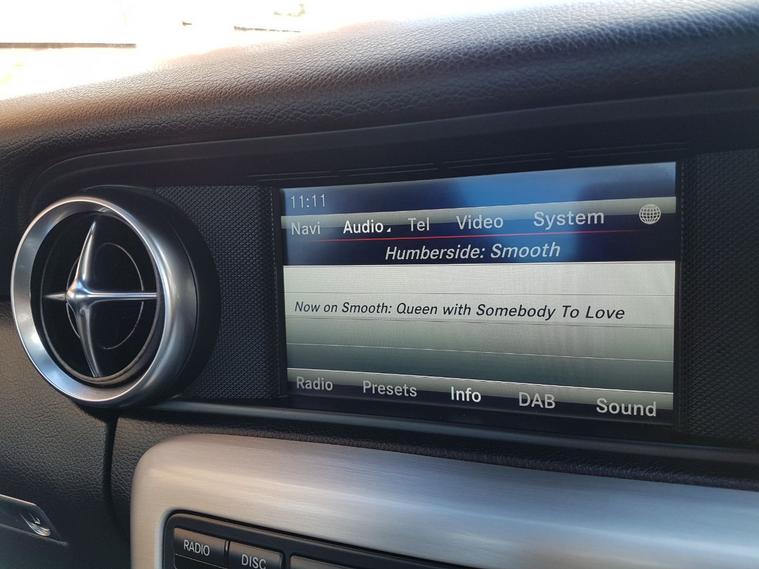 11:11
Navi Audio Tel Video System
Humberside: Smooth
Now on Smooth: Queen with Somebody To Love
Radio Presets Info DAB Sound
RADIO DISC